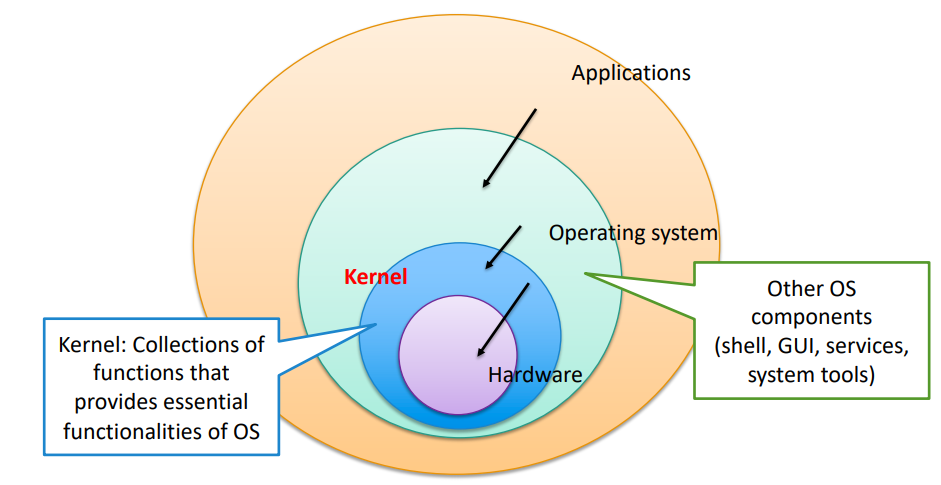 Applications
Operating system
Kernel
Other OS
components
(shell, GUI, services,
system tools)
Kernel: Collections of
functions that
provides essential
functionalities of OS
Hardware